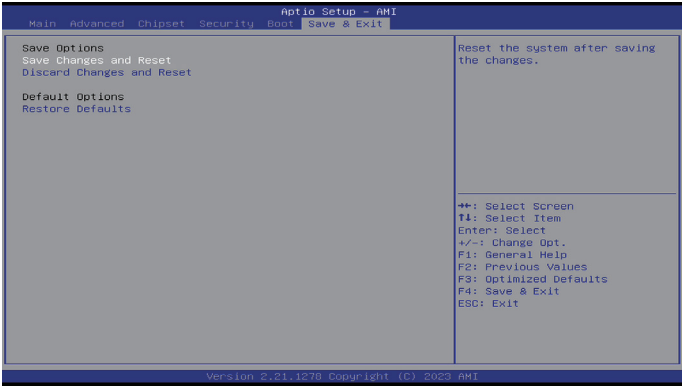 Aptio Setup – AMI
Main Advanced Chipset Security Boot Save & Exit
Save Options
Save Changes and Reset
Discard Changes and Reset
Default Options
Restore Defaults
Reset the system after saving
the changes.
→←: Select Screen
↑↓: Select Item
Enter: Select
+/-: Change Opt.
F1: General Help
F2: Previous Values
F3: Optimized Defaults
F4: Save & Exit
ESC: Exit
Version 2.21.1278 Copyright (C) 2023 AMI